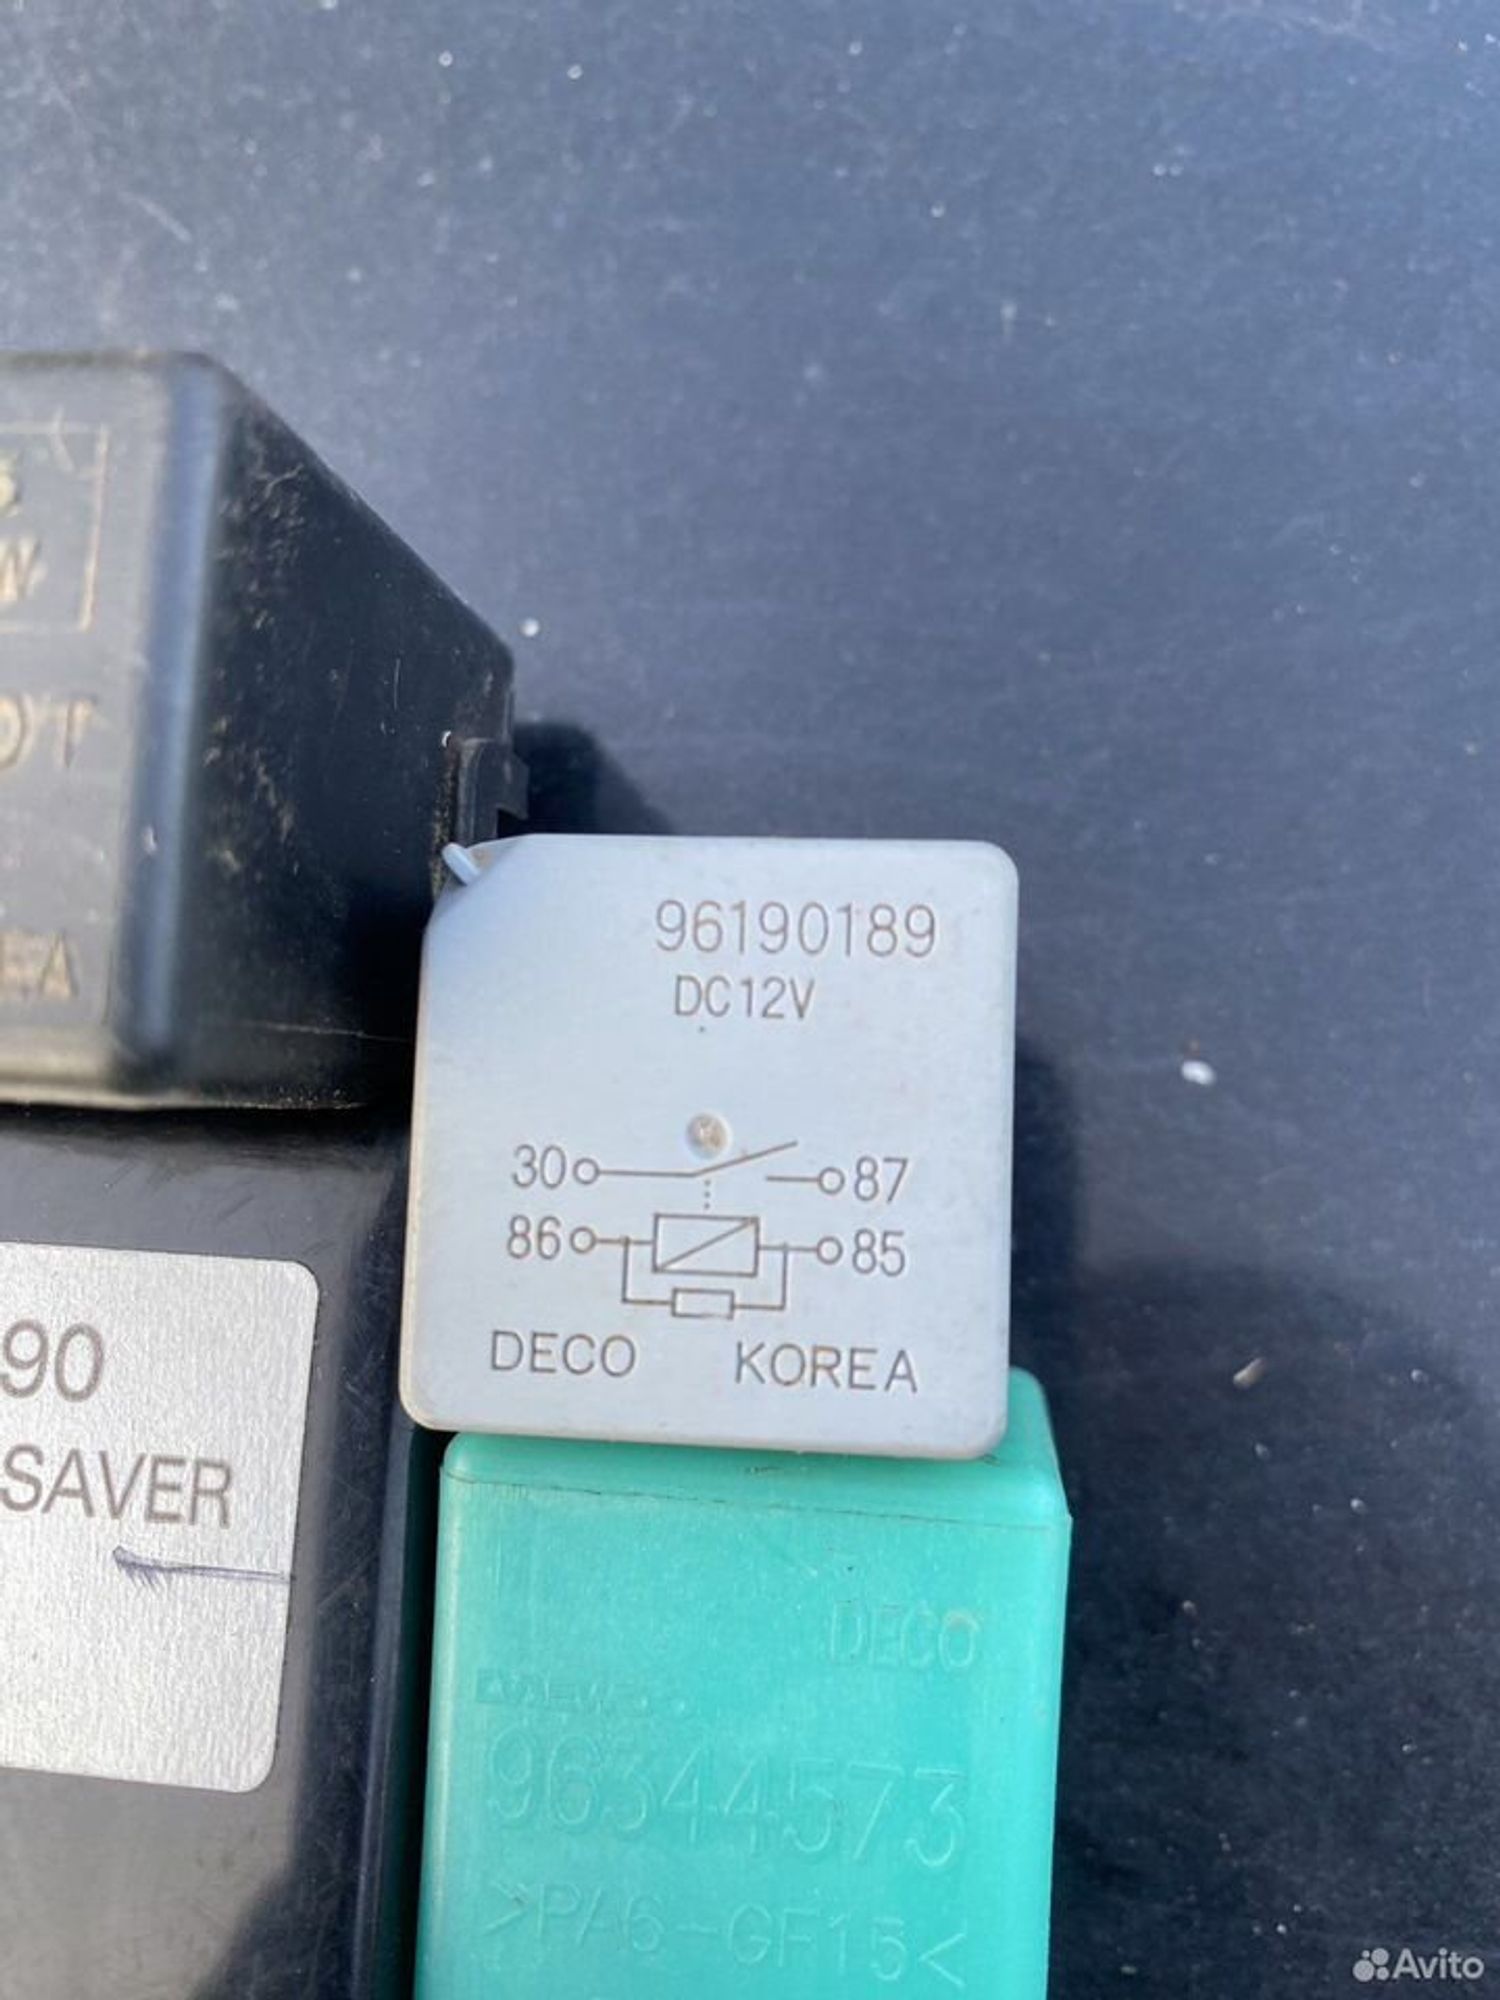 96190189
DC12V
30 87
86 85
DECO KOREA
90
SAVER
DECO
96344573
>PA6-GF15<
Avito